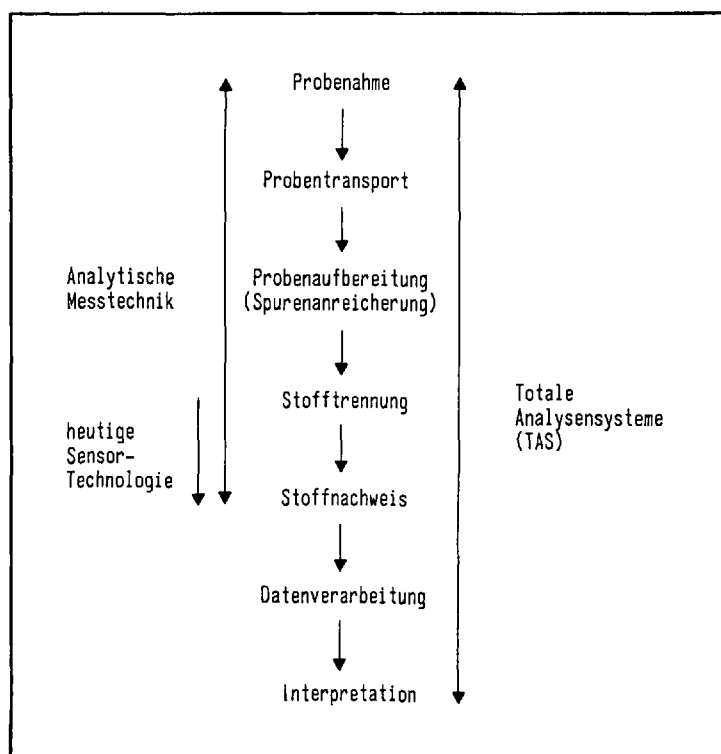 Probenahme
Probentransport
Analytische
Messtechnik
Probenaufbereitung
(Spurenanreicherung)
heutige
Sensor-
Technologie
Stofftrennung
Totale
Analysensysteme
(TAS)
Stoffnachweis
Datenverarbeitung
Interpretation